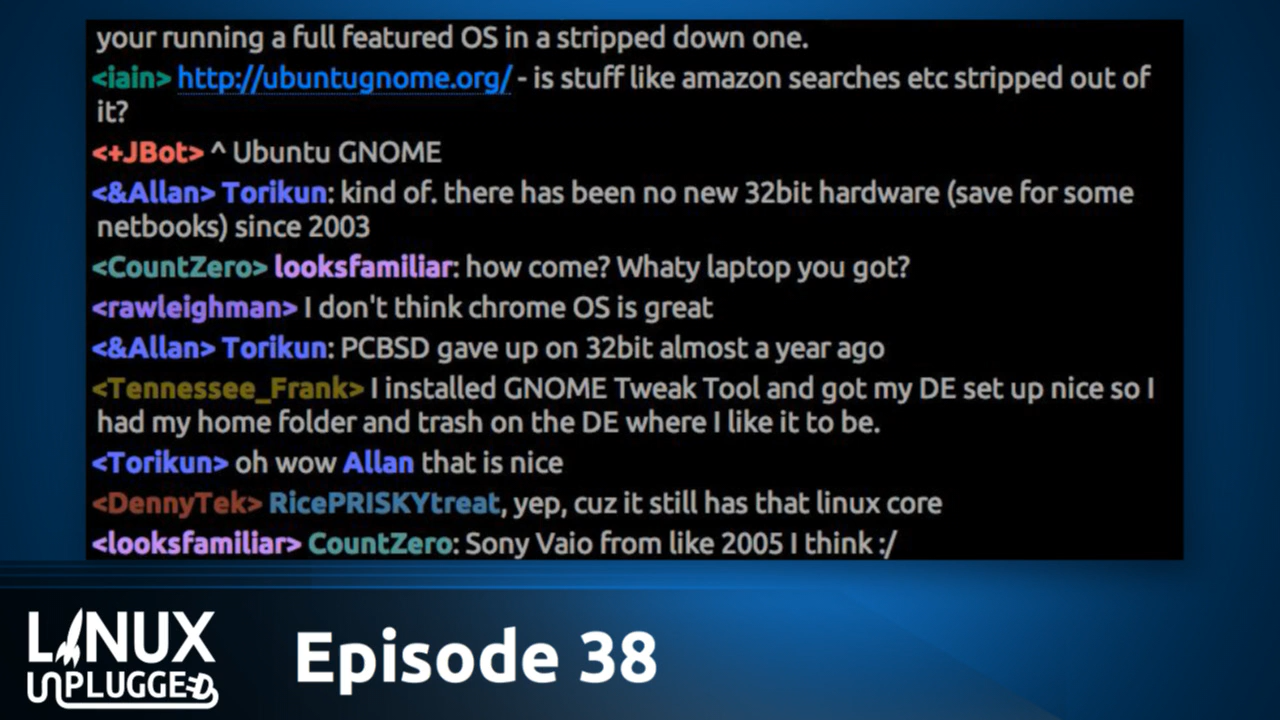 your running a full featured OS in a stripped down one.
<iain> http://ubuntugnome.org/ - is stuff like amazon searches etc stripped out of
it?
<+JBot> ^ Ubuntu GNOME
<&Allan> Torikun: kind of. there has been no new 32bit hardware (save for some
netbooks) since 2003
<CountZero> looksfamiliar: how come? Whaty laptop you got?
<rawleighman> I don't think chrome OS is great
<&Allan> Torikun: PCBSD gave up on 32bit almost a year ago
<Tennessee_Frank> I installed GNOME Tweak Tool and got my DE set up nice so I
had my home folder and trash on the DE where I like it to be.
<Torikun> oh wow Allan that is nice
<DennyTek> RicePRISKYtreat, yep, cuz it still has that linux core
<looksfamiliar> CountZero: Sony Vaio from like 2005 I think :/
LINUX
UNPLUGGED
Episode 38